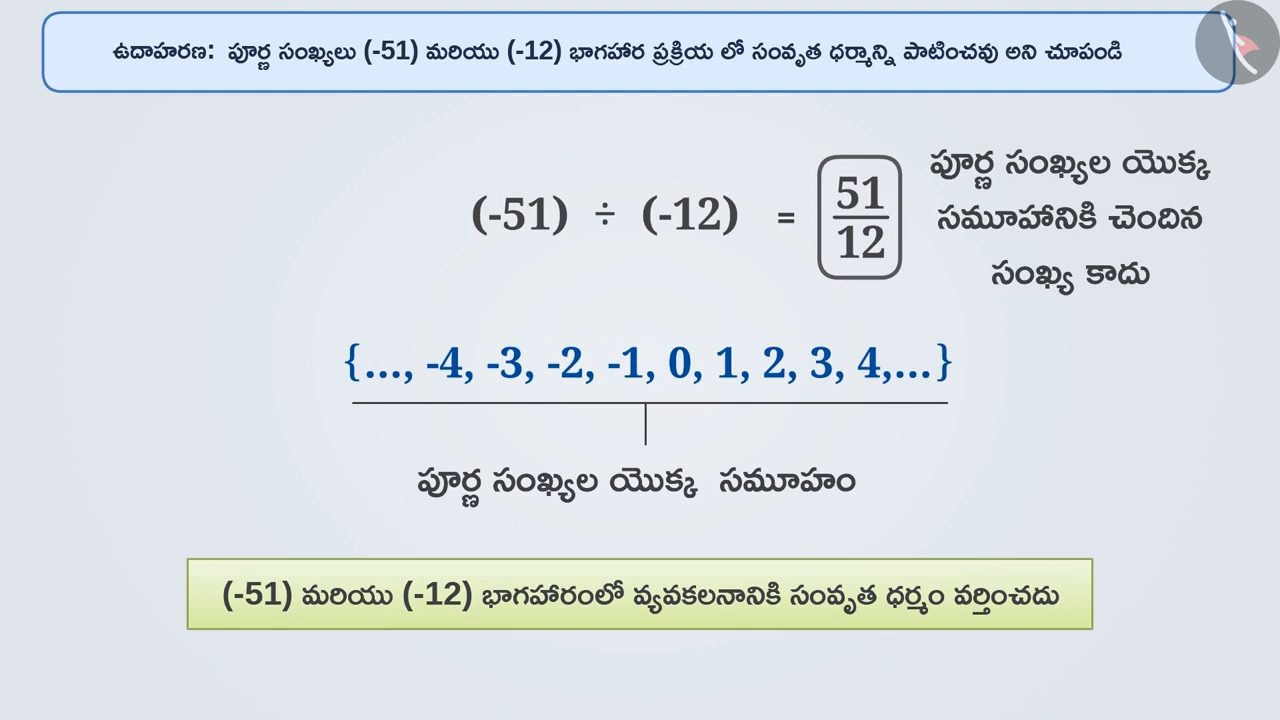 ఉదాహరణ: పూర్ణ సంఖ్యలు (-51) మరియు (-12) భాగహార ప్రక్రియ లో సంవృత ధర్మాన్ని పాటించవు అని చూపండి
(-51) ÷ (-12) = 51/12
పూర్ణ సంఖ్యల యొక్క
సమూహానికి చెందిన
సంఖ్య కాదు
{..., -4, -3, -2, -1, 0, 1, 2, 3, 4,...}
పూర్ణ సంఖ్యల యొక్క సమూహం
(-51) మరియు (-12) భాగహారంలో వ్యవకలనానికి సంవృత ధర్మం వర్తించదు